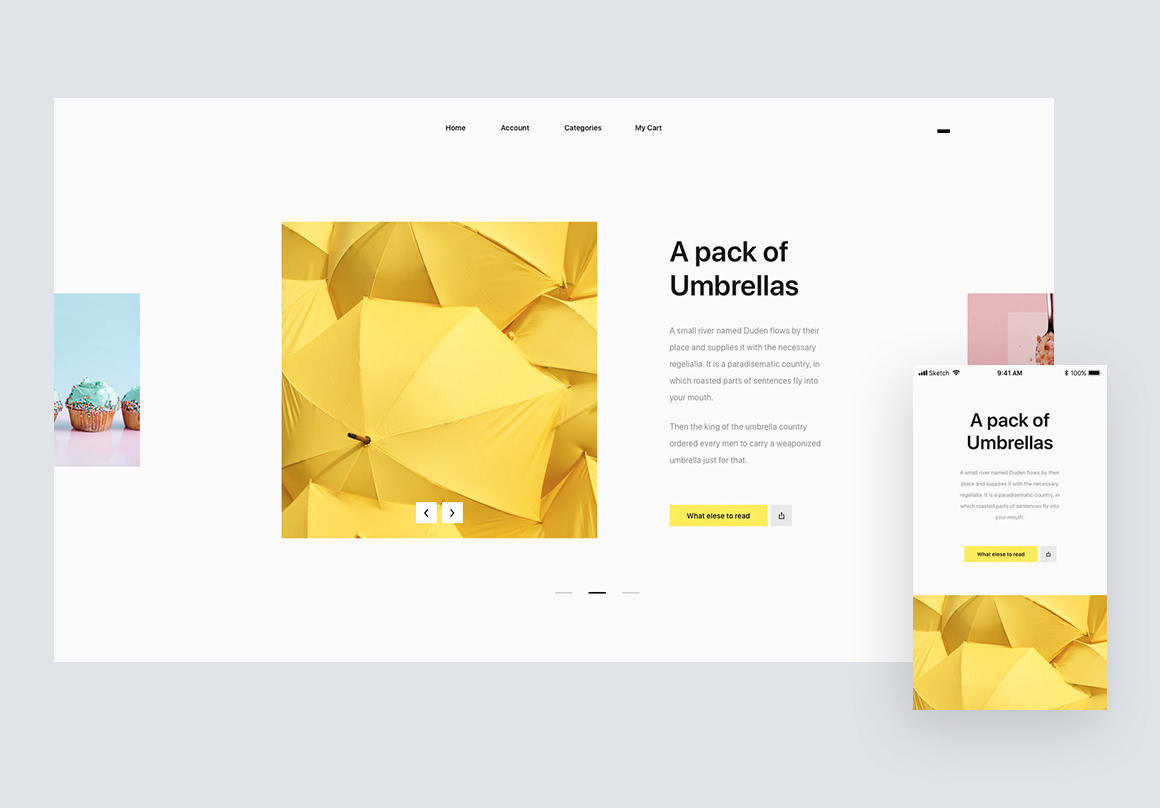 Home Account Categories My Cart
A pack of
Umbrellas
A small river named Duden flows by their
place and supplies it with the necessary
regelialia. It is a paradisematic country, in
which roasted parts of sentences fly into
your mouth.
Then the king of the umbrella country
ordered every men to carry a weaponized
umbrella just for that.
What elese to read
Sketch 9:41 AM 100%
A pack of
Umbrellas
A small river named Duden flows by their
place and supplies it with the necessary
regelialia. It is a paradisematic country, in
which roasted parts of sentences fly into
your mouth.
What elese to read